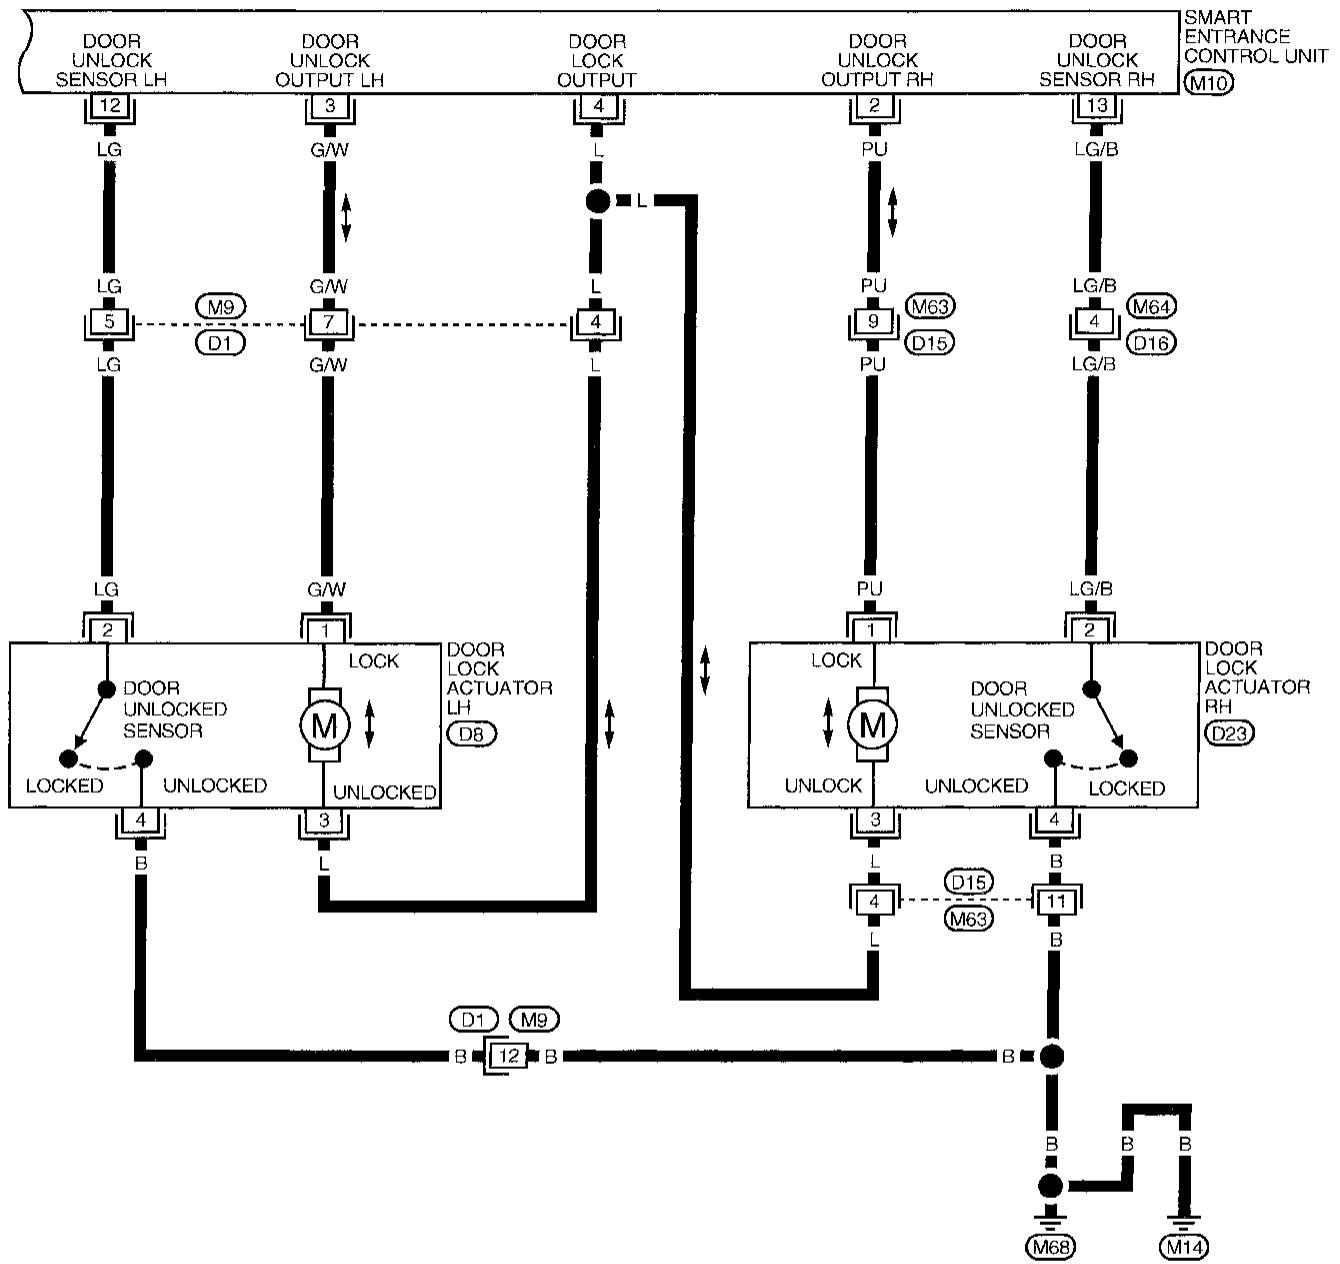 SMART
ENTRANCE
CONTROL UNIT
M10
DOOR
UNLOCK
SENSOR LH
DOOR
UNLOCK
OUTPUT LH
DOOR
LOCK
OUTPUT
DOOR
UNLOCK
OUTPUT RH
DOOR
UNLOCK
SENSOR RH
12 3 4 2 13
LG G/W L PU LG/B
L
LG G/W L PU LG/B
M9 M63 M64
5 7 4 9 4
D1 D15 D16
LG G/W L PU LG/B
LG G/W PU LG/B
2 1 1 2
DOOR
LOCK
ACTUATOR
LH
D8
LOCK
DOOR
UNLOCKED
SENSOR
M
LOCKED
UNLOCKED
UNLOCKED
DOOR
LOCK
ACTUATOR
RH
D23
LOCK
M
DOOR
UNLOCKED
SENSOR
UNLOCK
UNLOCKED
LOCKED
4 3 3 4
B L L B
D15
4 11
M63
L B
D1 M9
B 12 B B
B B B
M68 M14